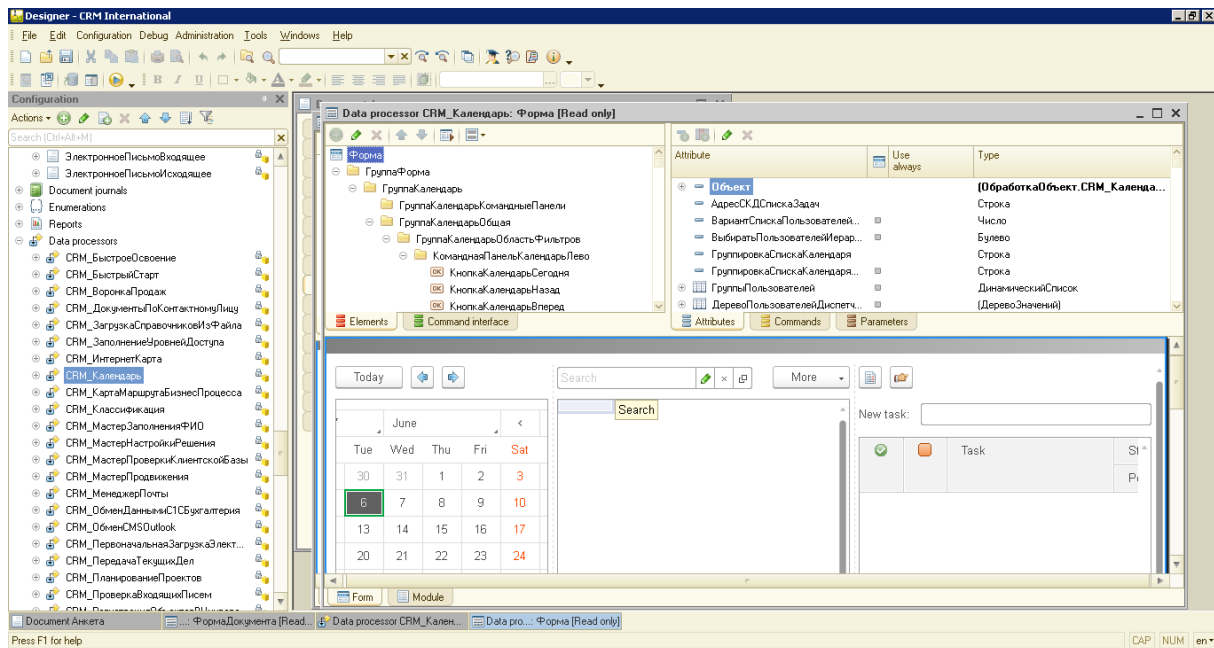 Designer - CRM International
File Edit Configuration Debug Administration Tools Windows Help
Configuration
Actions
Search (Ctrl+Alt+M)
ЭлектронноеПисьмоВходящее
ЭлектронноеПисьмоИсходящее
Document journals
Enumerations
Reports
Data processors
CRM_БыстроеОсвоение
CRM_БыстрыйСтарт
CRM_ВоронкаПродаж
CRM_ДокументыПоКонтактномуЛицу
CRM_ЗагрузкаСправочниковИзФайла
CRM_ЗаполнениеУровнейДоступа
CRM_ИнтернетКарта
CRM_Календарь
CRM_КартаМаршрутаБизнесПроцесса
CRM_Классификация
CRM_МастерЗаполненияФИО
CRM_МастерНастройкиРешения
CRM_МастерПроверкиКлиентскойБазы
CRM_МастерПродвижения
CRM_МенеджерПочты
CRM_ОбменДаннымиС1СБухгалтерия
CRM_ОбменСMSOutlook
CRM_ПервоначальнаяЗагрузкаЭлект...
CRM_ПередачаТекущихДел
CRM_ПланированиеПроектов
CRM_ПроверкаВходящихПисем
Data processor CRM_Календарь: Форма [Read only]
Форма
ГруппаФорма
ГруппаКалендарь
ГруппаКалендарьКомандныеПанели
ГруппаКалендарьОбщая
ГруппаКалендарьОбластьФильтров
КоманднаяПанельКалендарьЛево
КнопкаКалендарьСегодня
КнопкаКалендарьНазад
КнопкаКалендарьВперед
Elements Command interface
Attribute Use always Type
Объект (ОбработкаОбъект.CRM_Календа...
АдресСКДСпискаЗадач Строка
ВариантСпискаПользователей... Число
ВыбиратьПользователейИерар... Булево
ГруппировкаСпискаКалендаря Строка
ГруппировкаСпискаКалендаря... Строка
ГруппыПользователей ДинамическийСписок
ДеревоПользователейДиспетч... (ДеревоЗначений)
Attributes Commands Parameters
Today Search More
Search
New task:
June
Tue Wed Thu Fri Sat
30 31 1 2 3
6 7 8 9 10
13 14 15 16 17
20 21 22 23 24
Task
Form Module
Document Анкета ...: ФормаДокумента [Read... Data processor CRM_Кален... Data pro...: Форма [Read only]
Press F1 for help CAP NUM en